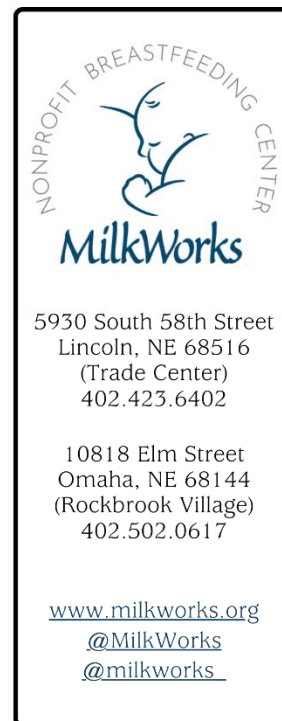 NONPROFIT BREASTFEEDING CENTER
MilkWorks
5930 South 58th Street
Lincoln, NE 68516
(Trade Center)
402.423.6402
10818 Elm Street
Omaha, NE 68144
(Rockbrook Village)
402.502.0617
www.milkworks.org
@MilkWorks
@milkworks_